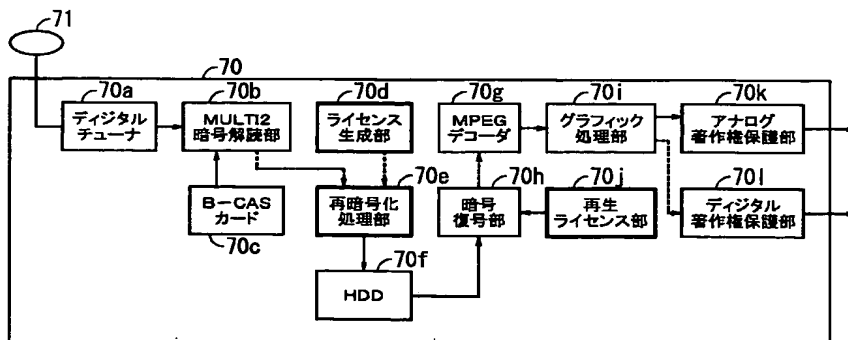 71
70
70a
70b
70d
70g
70i
70k
ディジタル
チューナ
MULTI2
暗号解読部
ライセンス
生成部
MPEG
デコーダ
グラフィック
処理部
アナログ
著作権保護部
70e
70h
70j
70l
B-CAS
カード
再暗号化
処理部
暗号
復号部
再生
ライセンス部
ディジタル
著作権保護部
70c
70f
HDD